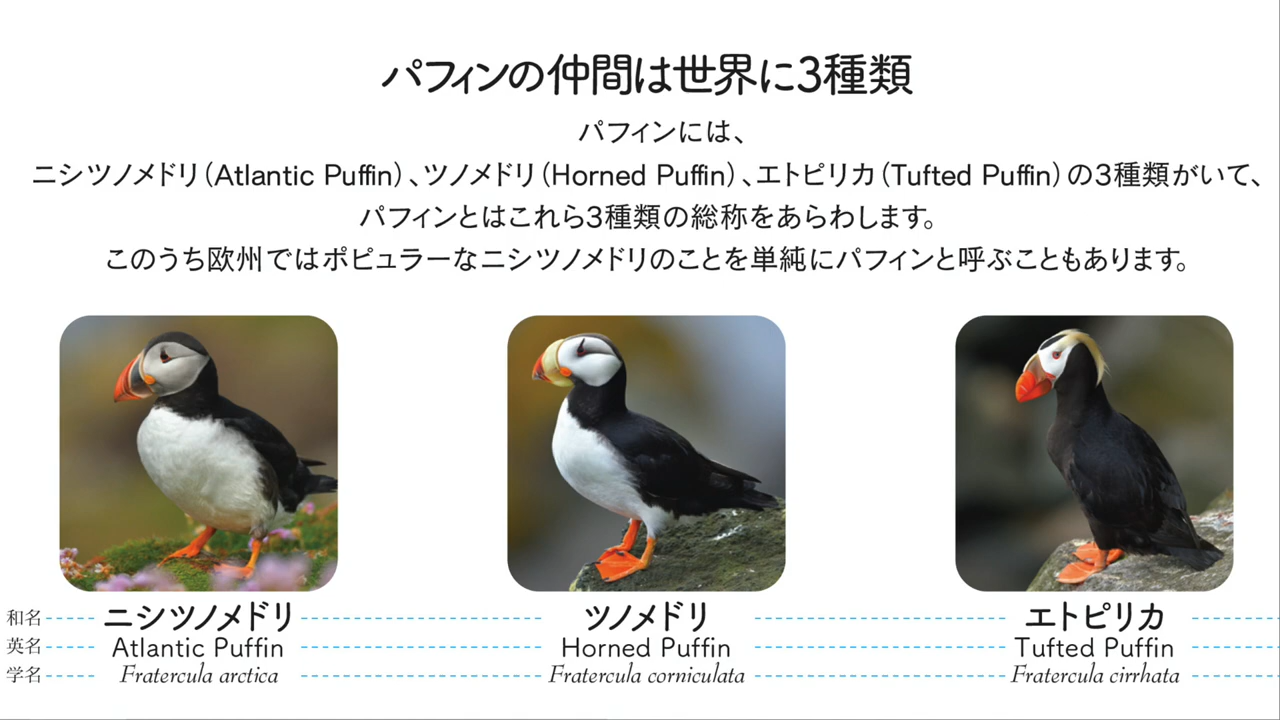 パフィンの仲間は世界に3種類
パフィンには、
ニシツノメドリ(Atlantic Puffin)、ツノメドリ(Horned Puffin)、エトピリカ(Tufted Puffin)の3種類がいて、
パフィンとはこれら3種類の総称をあらわします。
このうち欧州ではポピュラーなニシツノメドリのことを単純にパフィンと呼ぶこともあります。
和名 ニシツノメドリ ツノメドリ エトピリカ
英名 Atlantic Puffin Horned Puffin Tufted Puffin
学名 Fratercula arctica Fratercula corniculata Fratercula cirrhata